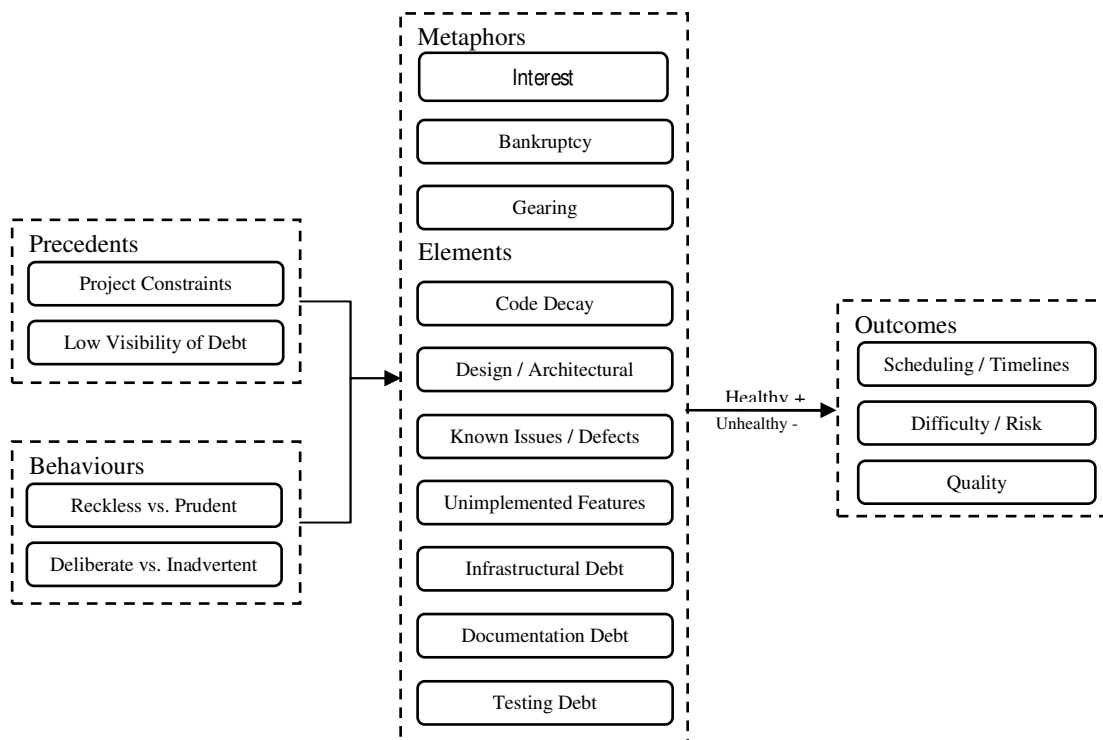 Precedents
Project Constraints
Low Visibility of Debt
Behaviours
Reckless vs. Prudent
Deliberate vs. Inadvertent
Metaphors
Interest
Bankruptcy
Gearing
Elements
Code Decay
Design / Architectural
Known Issues / Defects
Unimplemented Features
Infrastructural Debt
Documentation Debt
Testing Debt
Healthy +
Unhealthy -
Outcomes
Scheduling / Timelines
Difficulty / Risk
Quality